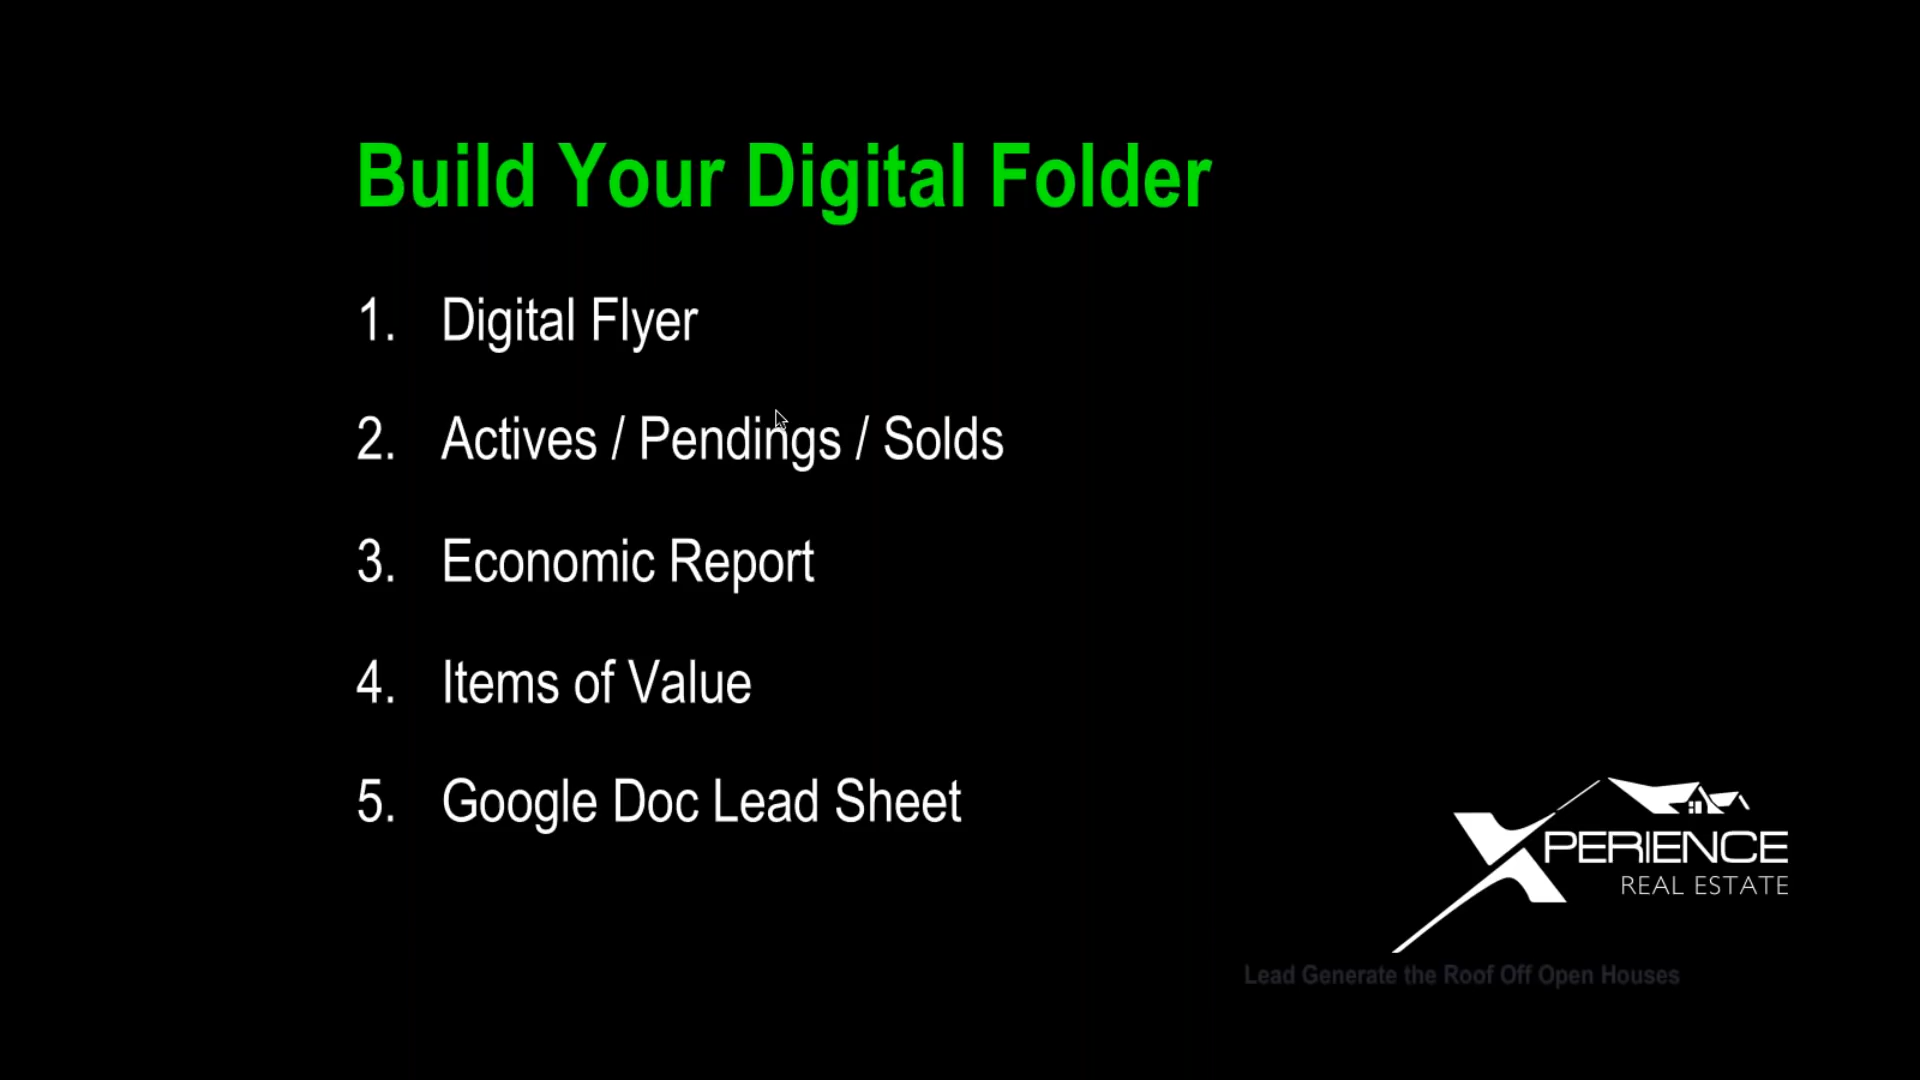 Build Your Digital Folder
1. Digital Flyer
2. Actives / Pendings / Solds
3. Economic Report
4. Items of Value
5. Google Doc Lead Sheet
XPERIENCE
REAL ESTATE
Lead Generate the Roof Off Open Houses